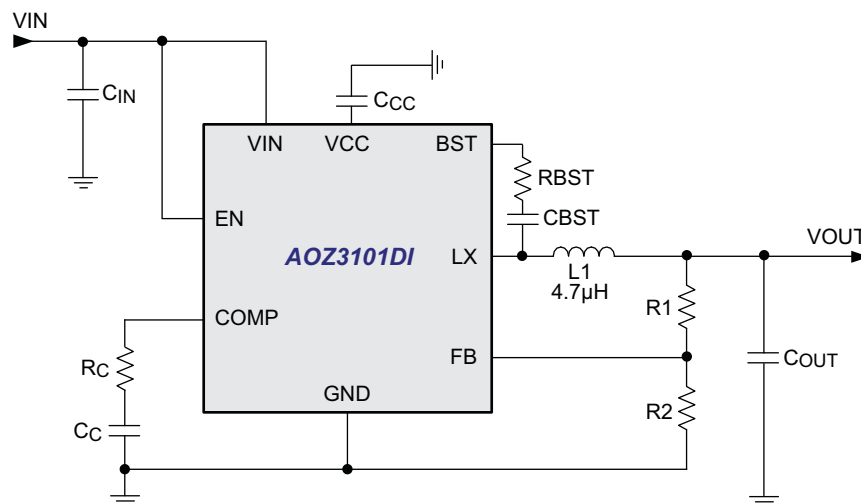 VIN
CIN
CCC
VIN
VCC
BST
RBST
CBST
EN
AOZ3101DI
LX
L1
4.7µH
VOUT
R1
COMP
FB
COUT
RC
GND
R2
CC